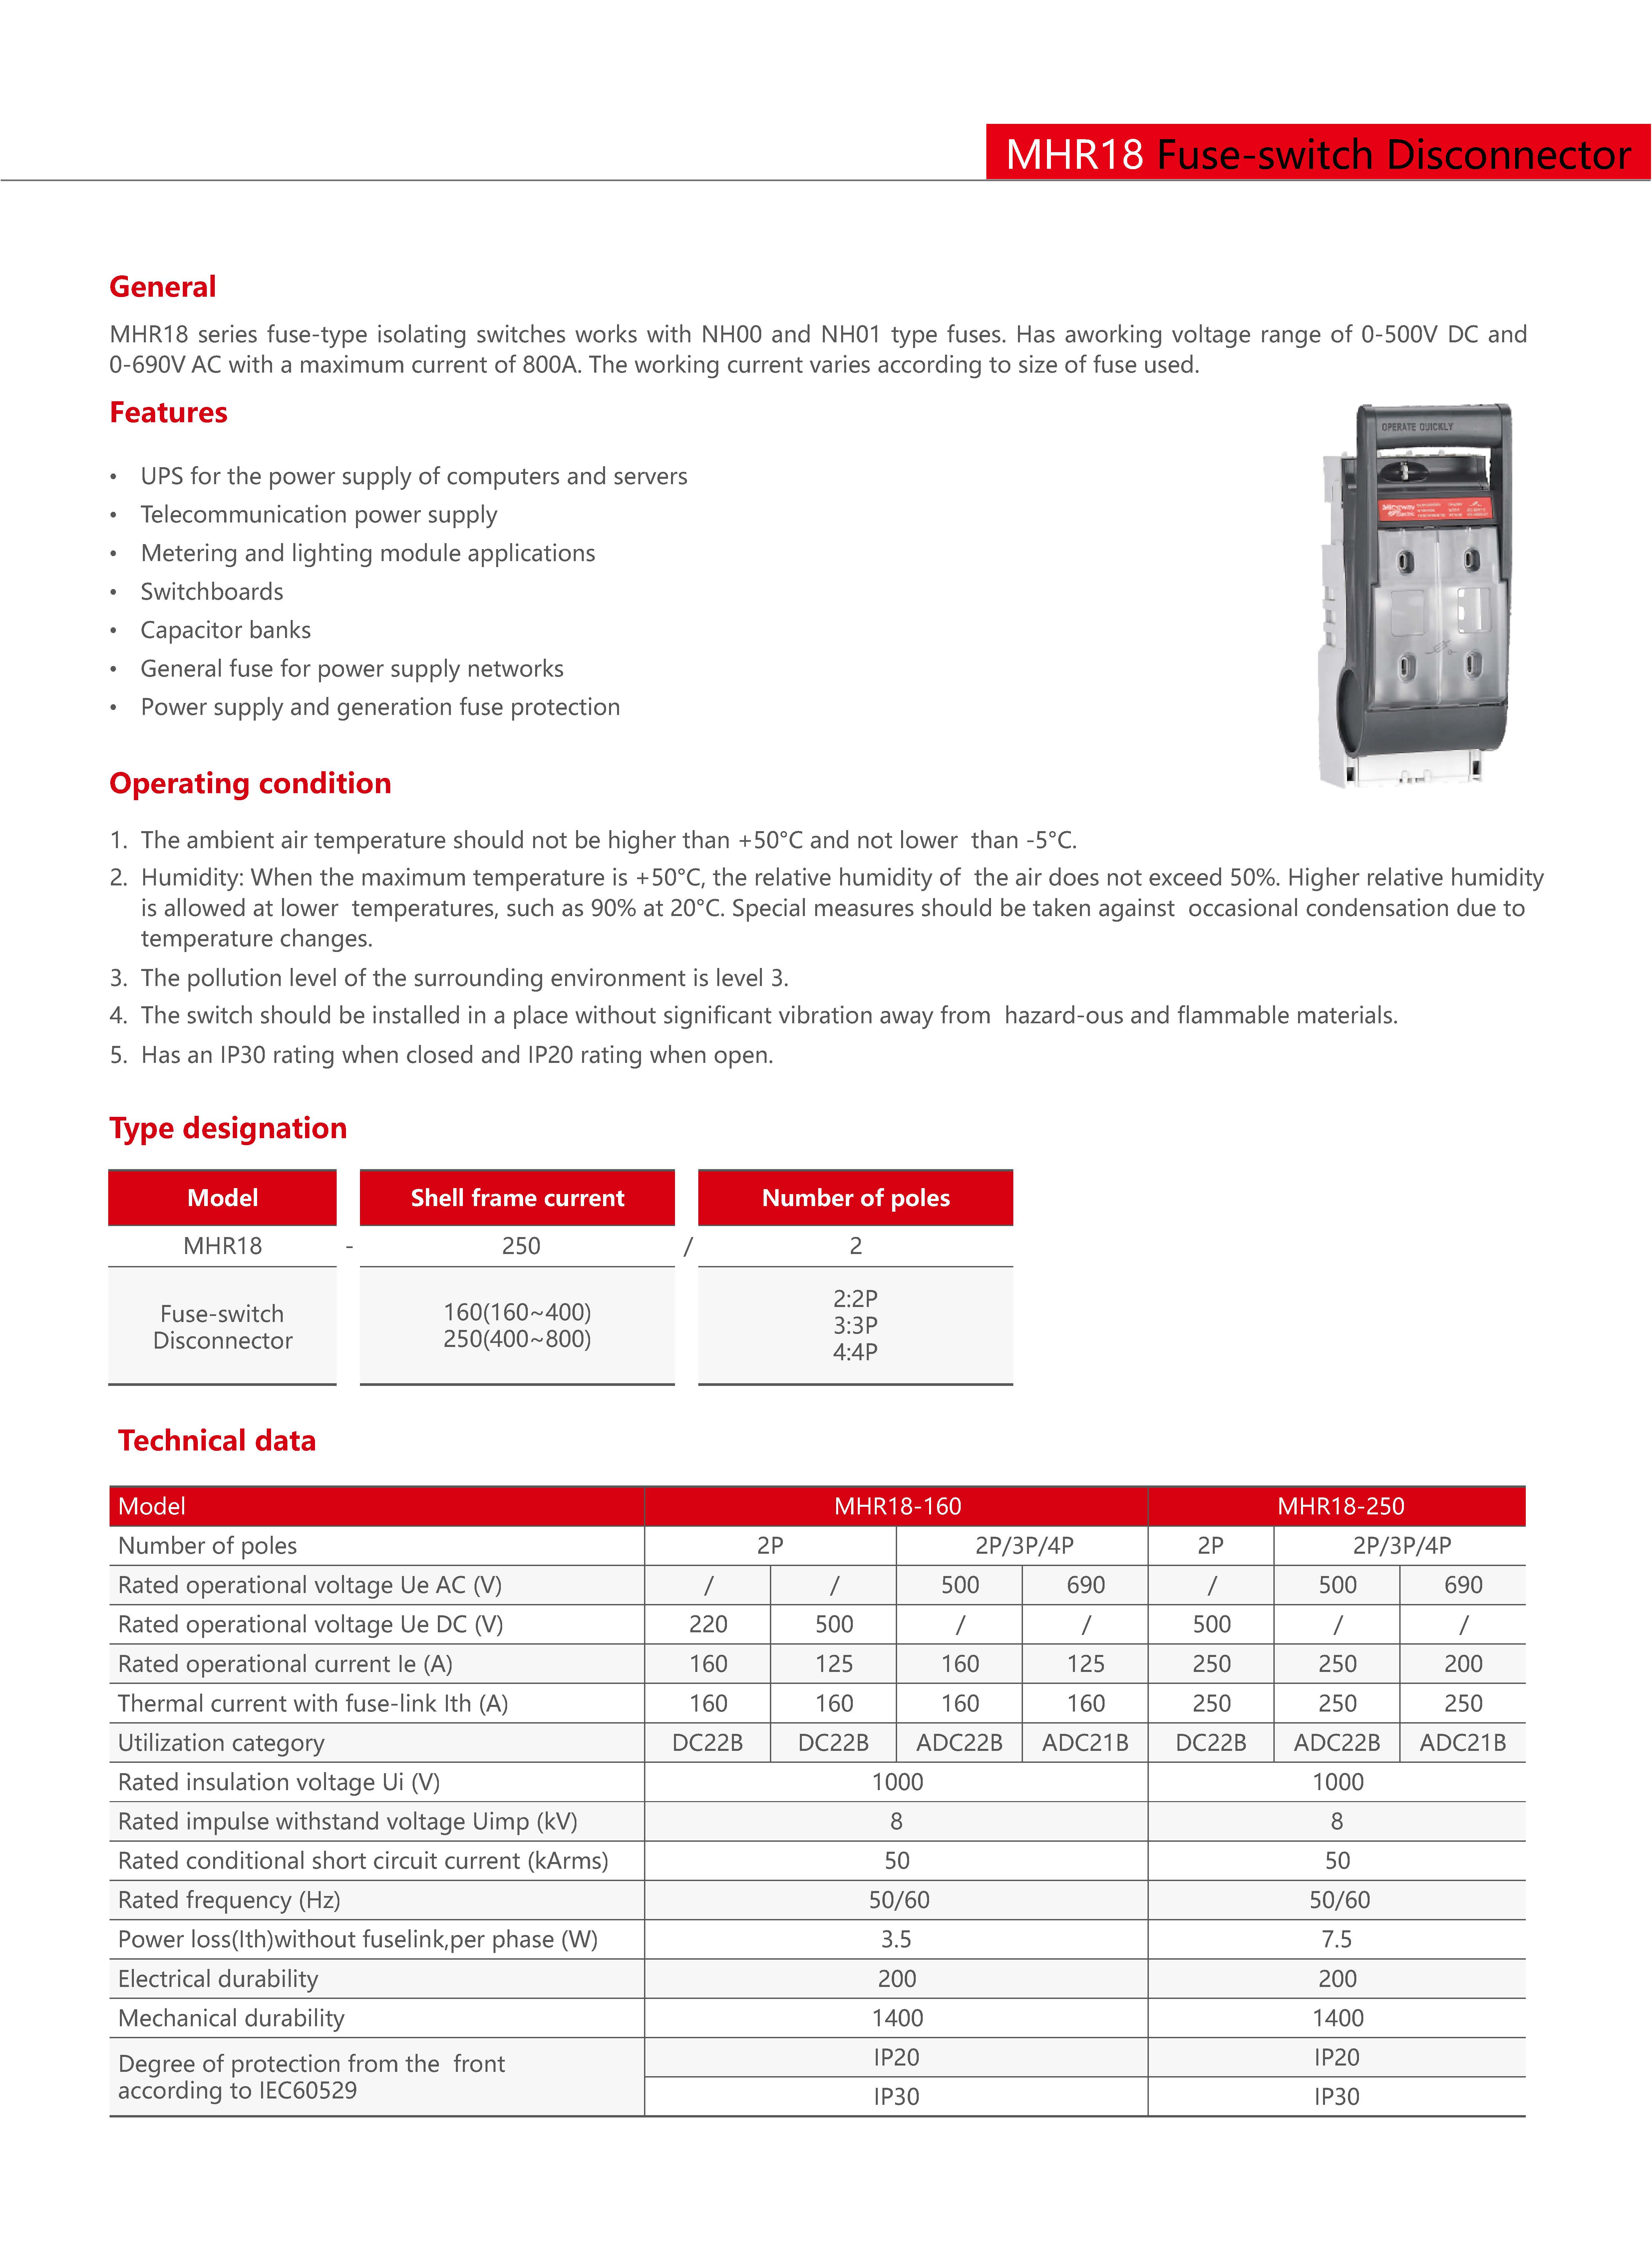 MHR18 Fuse-switch Disconnector
General
MHR18 series fuse-type isolating switches works with NH00 and NH01 type fuses. Has aworking voltage range of 0-500V DC and
0-690V AC with a maximum current of 800A. The working current varies according to size of fuse used.
Features
• UPS for the power supply of computers and servers
• Telecommunication power supply
• Metering and lighting module applications
• Switchboards
• Capacitor banks
• General fuse for power supply networks
• Power supply and generation fuse protection
OPERATE QUICKLY
Operating condition
1. The ambient air temperature should not be higher than +50°C and not lower than -5°C.
2. Humidity: When the maximum temperature is +50°C, the relative humidity of the air does not exceed 50%. Higher relative humidity
is allowed at lower temperatures, such as 90% at 20°C. Special measures should be taken against occasional condensation due to
temperature changes.
3. The pollution level of the surrounding environment is level 3.
4. The switch should be installed in a place without significant vibration away from hazard-ous and flammable materials.
5. Has an IP30 rating when closed and IP20 rating when open.
Type designation
Model Shell frame current Number of poles
MHR18 - 250 / 2
Fuse-switch
Disconnector
160(160~400)
250(400~800)
2:2P
3:3P
4:4P
Technical data
Model MHR18-160 MHR18-250
Number of poles 2P 2P/3P/4P 2P 2P/3P/4P
Rated operational voltage Ue AC (V) / / 500 690 / 500 690
Rated operational voltage Ue DC (V) 220 500 / / 500 / /
Rated operational current Ie (A) 160 125 160 125 250 250 200
Thermal current with fuse-link Ith (A) 160 160 160 160 250 250 250
Utilization category DC22B DC22B ADC22B ADC21B DC22B ADC22B ADC21B
Rated insulation voltage Ui (V) 1000 1000
Rated impulse withstand voltage Uimp (kV) 8 8
Rated conditional short circuit current (kArms) 50 50
Rated frequency (Hz) 50/60 50/60
Power loss(Ith)without fuselink,per phase (W) 3.5 7.5
Electrical durability 200 200
Mechanical durability 1400 1400
Degree of protection from the front
according to IEC60529
IP20 IP20
IP30 IP30